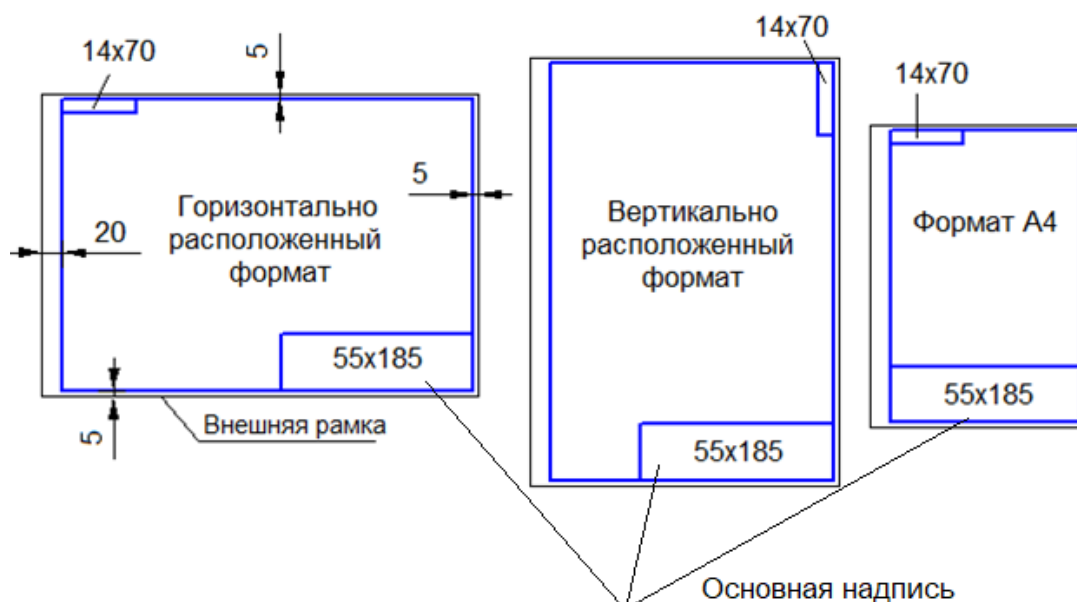 14x70
5
5
20
Горизонтально
расположенный
формат
55x185
5
Внешняя рамка
14x70
Вертикально
расположенный
формат
55x185
14x70
Формат А4
55x185
Основная надпись